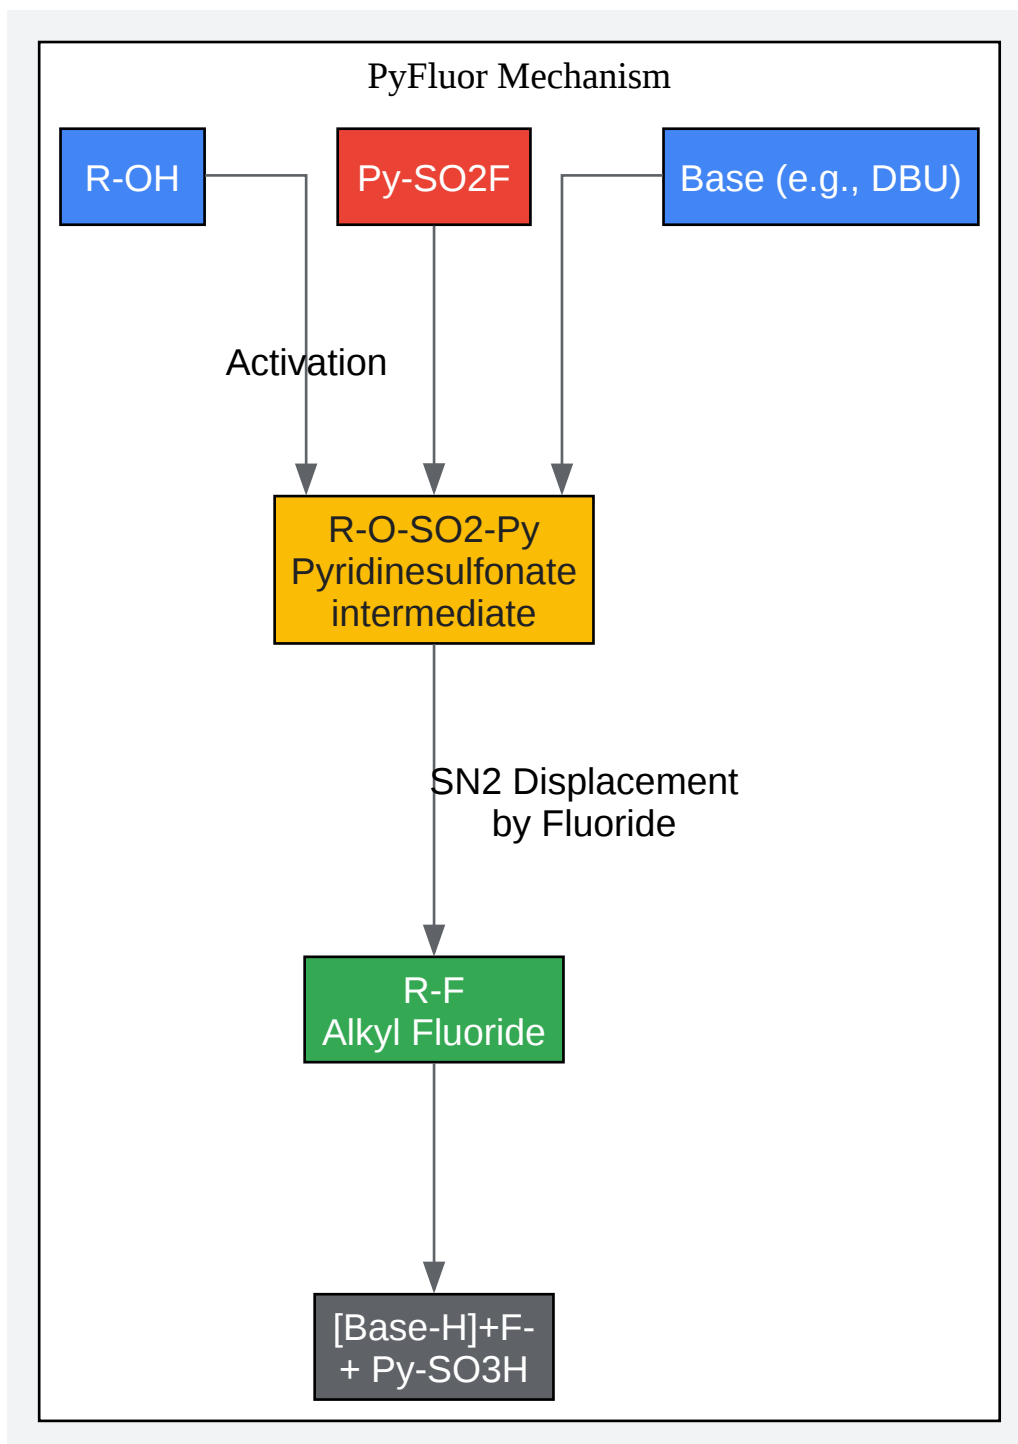 PyFluor Mechanism
R-OH
Py-SO2F
Base (e.g., DBU)
Activation
R-O-SO2-Py
Pyridinesulfonate
intermediate
SN2 Displacement
by Fluoride
R-F
Alkyl Fluoride
[Base-H]+F-
+ Py-SO3H